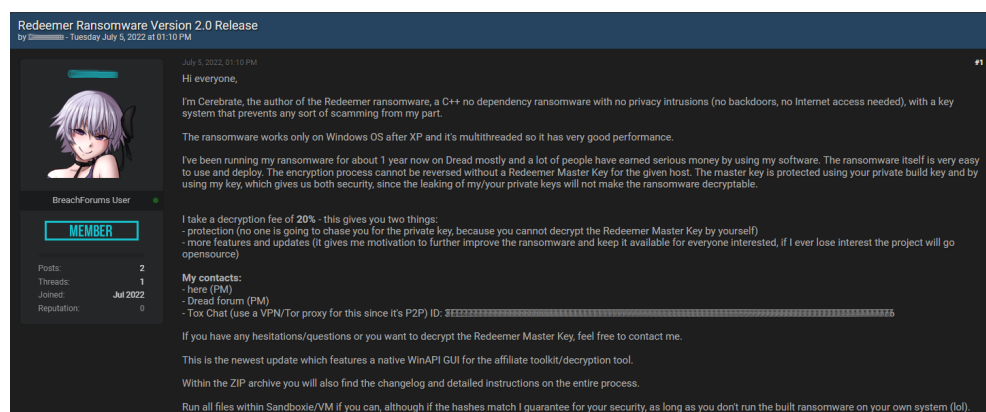 Redeemer Ransomware Version 2.0 Release
by - Tuesday July 5, 2022 at 01:10 PM
July 5, 2022, 01:10 PM
#1
Hi everyone,
I'm Cerebrate, the author of the Redeemer ransomware, a C++ no dependency ransomware with no privacy intrusions (no backdoors, no Internet access needed), with a key
system that prevents any sort of scamming from my part.
The ransomware works only on Windows OS after XP and it's multithreaded so it has very good performance.
I've been running my ransomware for about 1 year now on Dread mostly and a lot of people have earned serious money by using my software. The ransomware itself is very easy
to use and deploy. The encryption process cannot be reversed without a Redeemer Master Key for the given host. The master key is protected using your private build key and by
using my key, which gives us both security, since the leaking of my/your private keys will not make the ransomware decryptable.
BreachForums User
MEMBER
Posts: 2
Threads: 1
Joined: Jul 2022
Reputation: 0
I take a decryption fee of 20% - this gives you two things:
- protection (no one is going to chase you for the private key, because you cannot decrypt the Redeemer Master Key by yourself)
- more features and updates (it gives me motivation to further improve the ransomware and keep it available for everyone interested, if I ever lose interest the project will go
opensource)
My contacts:
- here (PM)
- Dread forum (PM)
- Tox Chat (use a VPN/Tor proxy for this since it's P2P) ID:
If you have any hesitations/questions or you want to decrypt the Redeemer Master Key, feel free to contact me.
This is the newest update which features a native WinAPI GUI for the affiliate toolkit/decryption tool.
Within the ZIP archive you will also find the changelog and detailed instructions on the entire process.
Run all files within Sandboxie/VM if you can, although if the hashes match I guarantee for your security, as long as you don't run the built ransomware on your own system (lol).